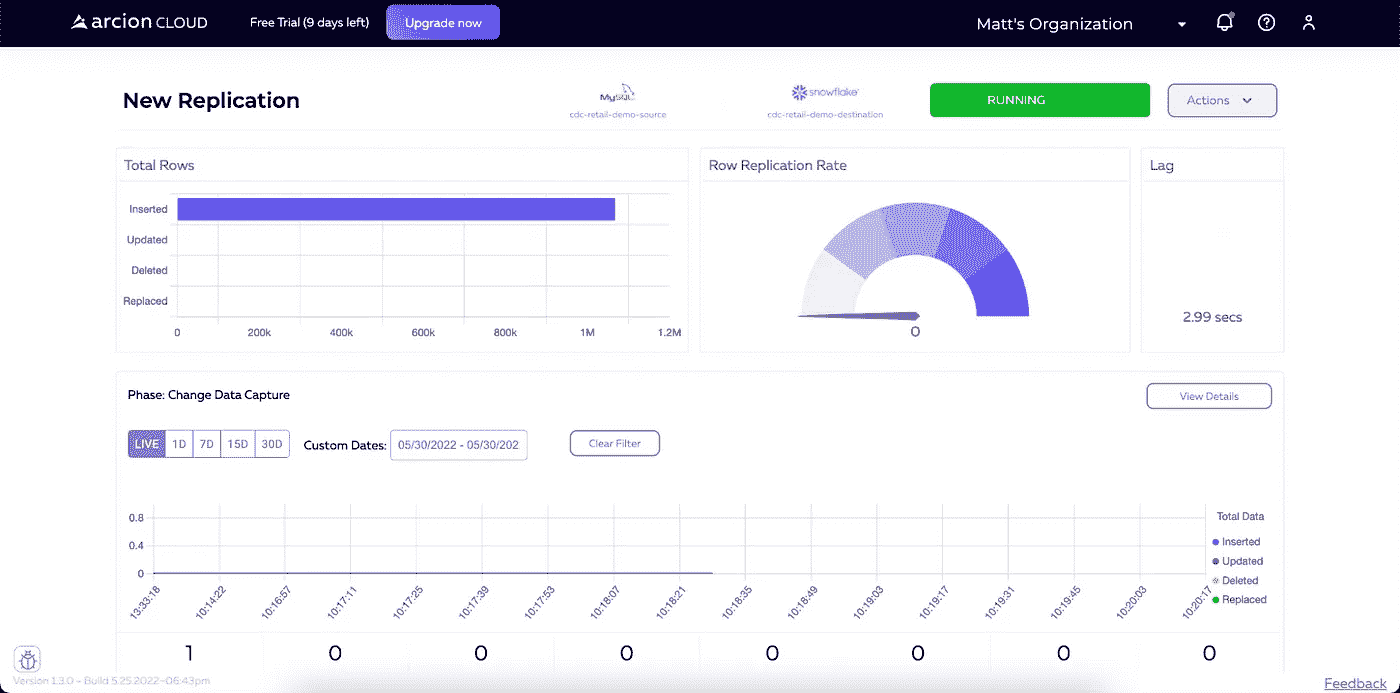 arcion CLOUD Free Trial (9 days left) Upgrade now Matt's Organization
New Replication MySQL snowflake RUNNING Actions
cdc-retail-demo-source cdc-retail-demo-destination
Total Rows Row Replication Rate Lag
Inserted
Updated
Deleted
Replaced
0 200k 400k 600k 800k 1M 1.2M
0
2.99 secs
Phase: Change Data Capture View Details
LIVE 1D 7D 15D 30D Custom Dates: 05/30/2022 - 05/30/202 Clear Filter
0.8
0.4
0
13:33:18 10:14:22 10:16:57 10:17:11 10:17:25 10:17:39 10:17:53 10:18:07 10:18:21 10:18:35 10:18:49 10:19:03 10:19:17 10:19:31 10:19:45 10:20:03 10:20:17
Total Data
Inserted
Updated
Deleted
Replaced
1 0 0 0 0 0 0 0
Version 1.3.0 - Build 5.25.2022-06:43pm
Feedback